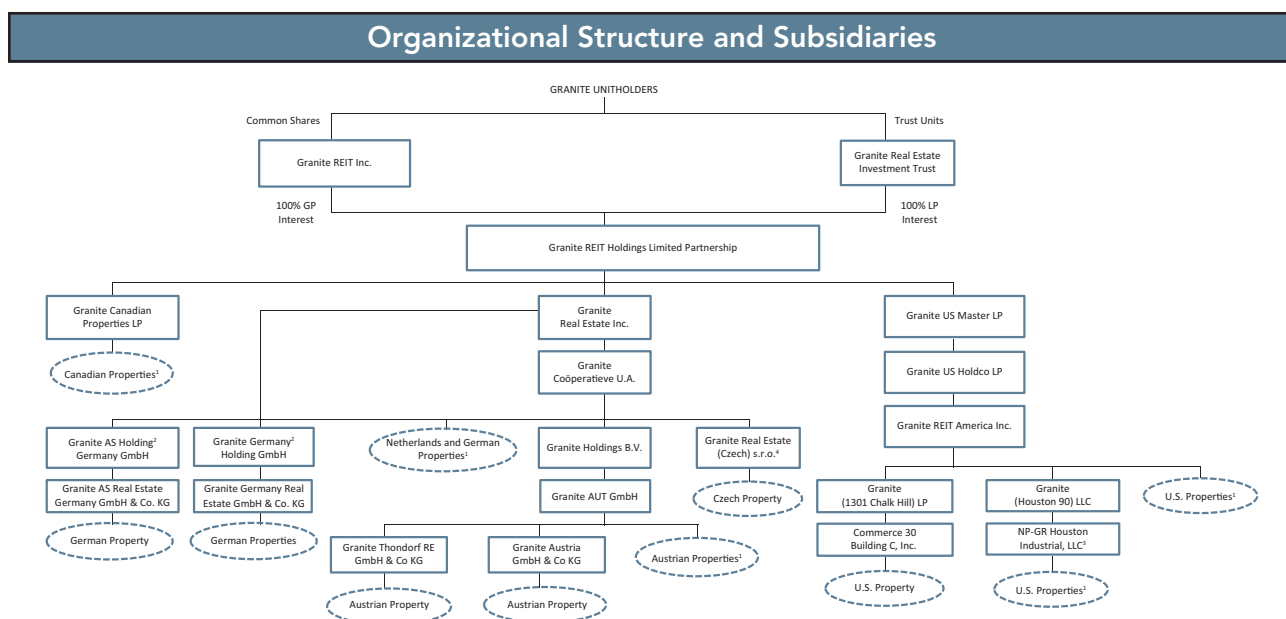 Organizational Structure and Subsidiaries
GRANITE UNITHOLDERS
Common Shares
Trust Units
Granite REIT Inc.
Granite Real Estate
Investment Trust
100% GP
Interest
100% LP
Interest
Granite REIT Holdings Limited Partnership
Granite Canadian
Properties LP
Granite
Real Estate Inc.
Granite US Master LP
Canadian Properties¹
Granite
Coöperatieve U.A.
Granite US Holdco LP
Granite REIT America Inc.
Granite AS Holding²
Germany GmbH
Granite Germany²
Holding GmbH
Netherlands and German
Properties¹
Granite Holdings B.V.
Granite Real Estate
(Czech) s.r.o.⁴
Granite AS Real Estate
Germany GmbH & Co. KG
Granite Germany Real
Estate GmbH & Co. KG
Granite AUT GmbH
Czech Property
Granite
(1301 Chalk Hill) LP
Granite
(Houston 90) LLC
U.S. Properties¹
German Property
German Properties
Granite Thondorf RE
GmbH & Co KG
Granite Austria
GmbH & Co KG
Austrian Properties¹
Commerce 30
Building C, Inc.
NP-GR Houston
Industrial, LLC³
Austrian Property
Austrian Property
U.S. Property
U.S. Properties¹